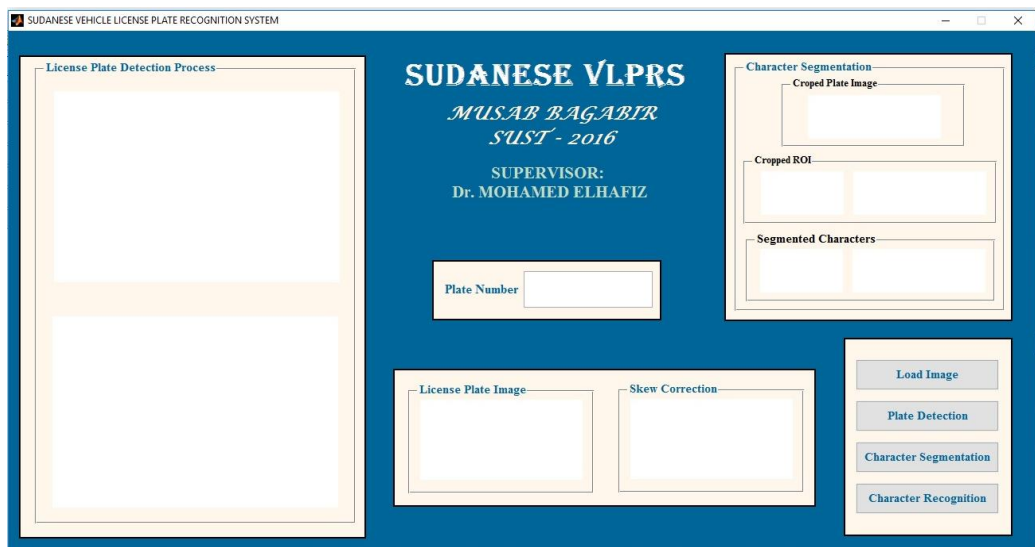 SUDANESE VEHICLE LICENSE PLATE RECOGNITION SYSTEM
License Plate Detection Process
SUDANESE VLPRS
MUSAB BAGABIR
SUST - 2016
SUPERVISOR:
Dr. MOHAMED ELHAFIZ
Plate Number
License Plate Image
Skew Correction
Character Segmentation
Croped Plate Image
Cropped ROI
Segmented Characters
Load Image
Plate Detection
Character Segmentation
Character Recognition